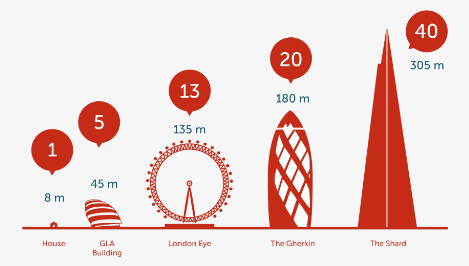 1
8 m
House
5
45 m
GLA
Building
13
135 m
London Eye
20
180 m
The Gherkin
40
305 m
The Shard